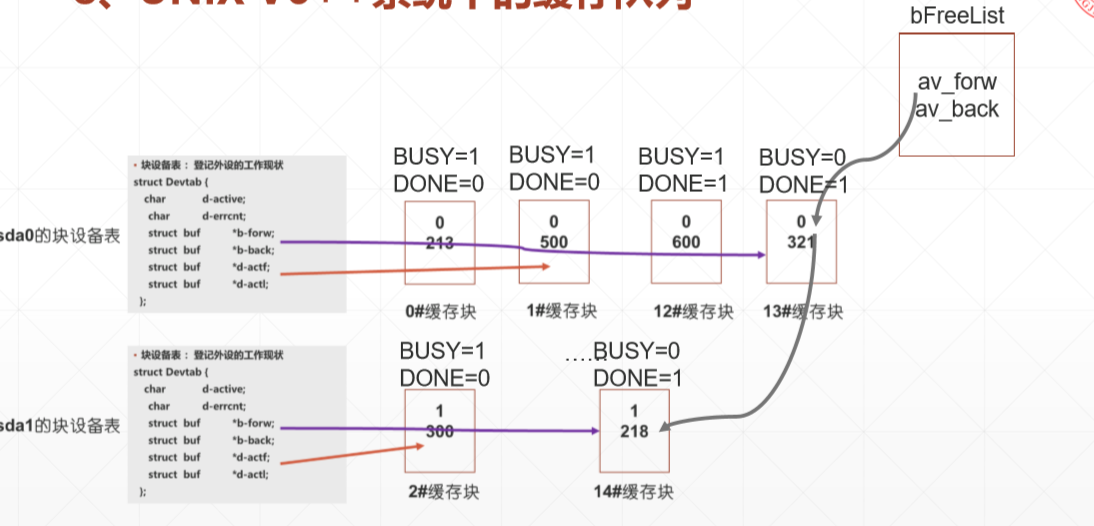 5、UNIX V6++系统中的缓存队列
bFreeList
av_forw
av_back
BUSY=1
DONE=0
BUSY=1
DONE=0
BUSY=1
DONE=1
BUSY=0
DONE=1
• 块设备表 ：登记外设的工作现状
struct Devtab {
char d-active;
char d-errcnt;
struct buf *b-forw;
struct buf *b-back;
struct buf *d-actf;
struct buf *d-actl;
};
sda0的块设备表
0
213
0
500
0
600
0
321
0#缓存块
1#缓存块
12#缓存块
13#缓存块
• 块设备表 ：登记外设的工作现状
struct Devtab {
char d-active;
char d-errcnt;
struct buf *b-forw;
struct buf *b-back;
struct buf *d-actf;
struct buf *d-actl;
};
sda1的块设备表
BUSY=1
DONE=0
......
BUSY=0
DONE=1
1
300
1
218
2#缓存块
14#缓存块